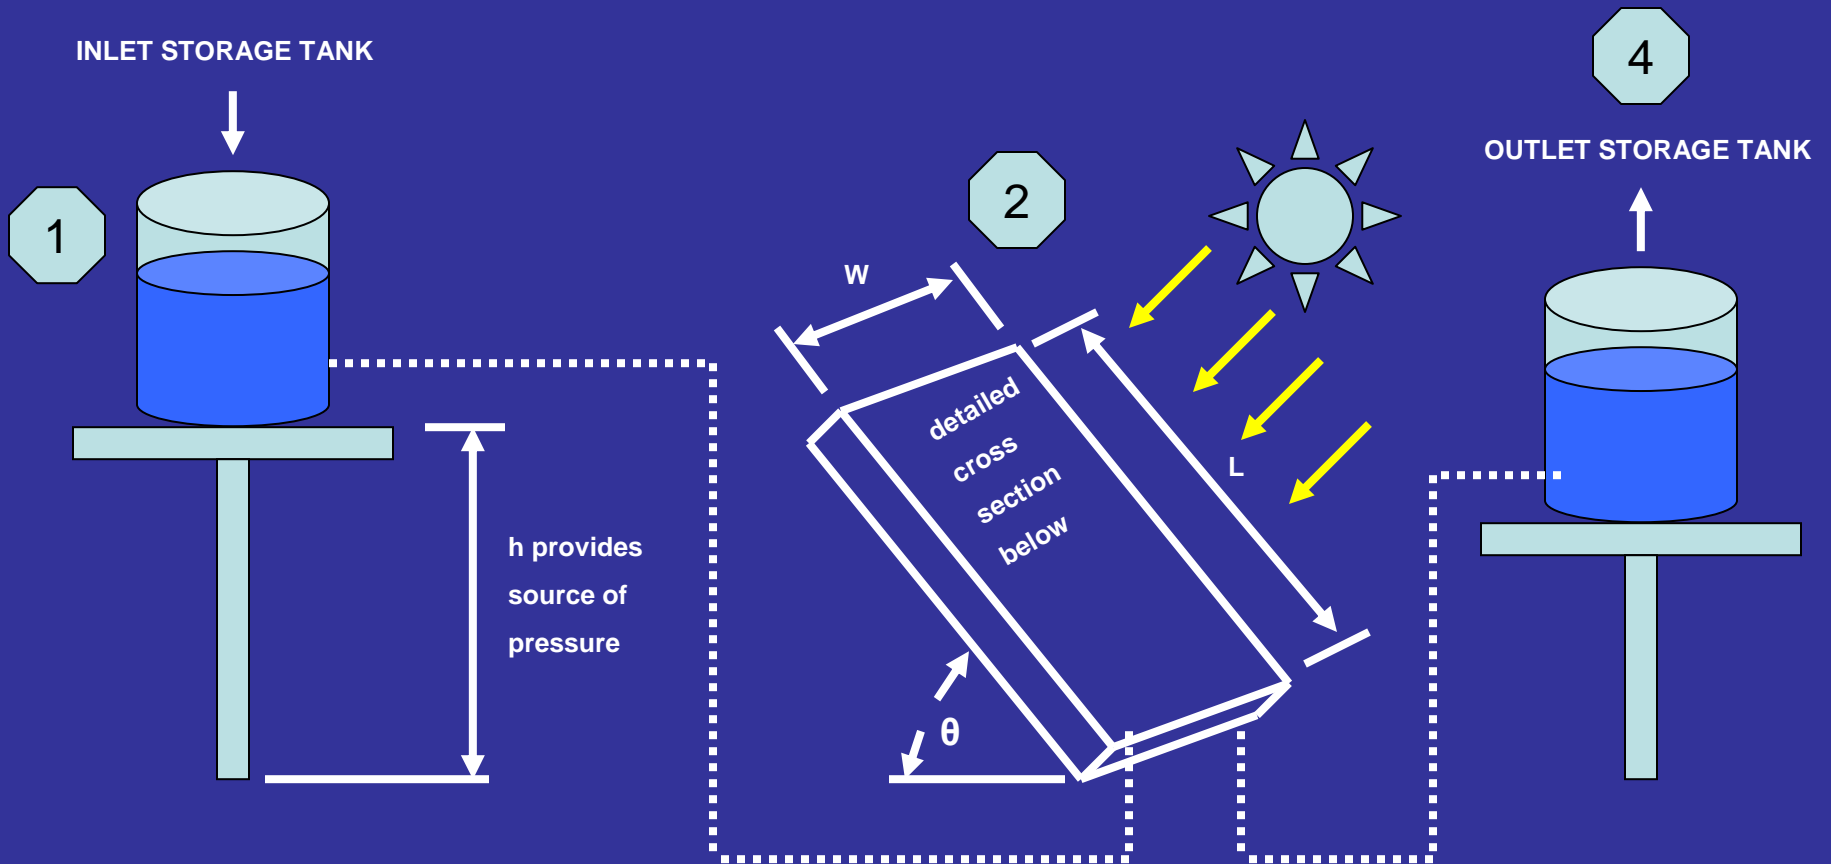 INLET STORAGE TANK
1
h provides
source of
pressure
2
W
detailed
cross
section
below
L
θ
4
OUTLET STORAGE TANK